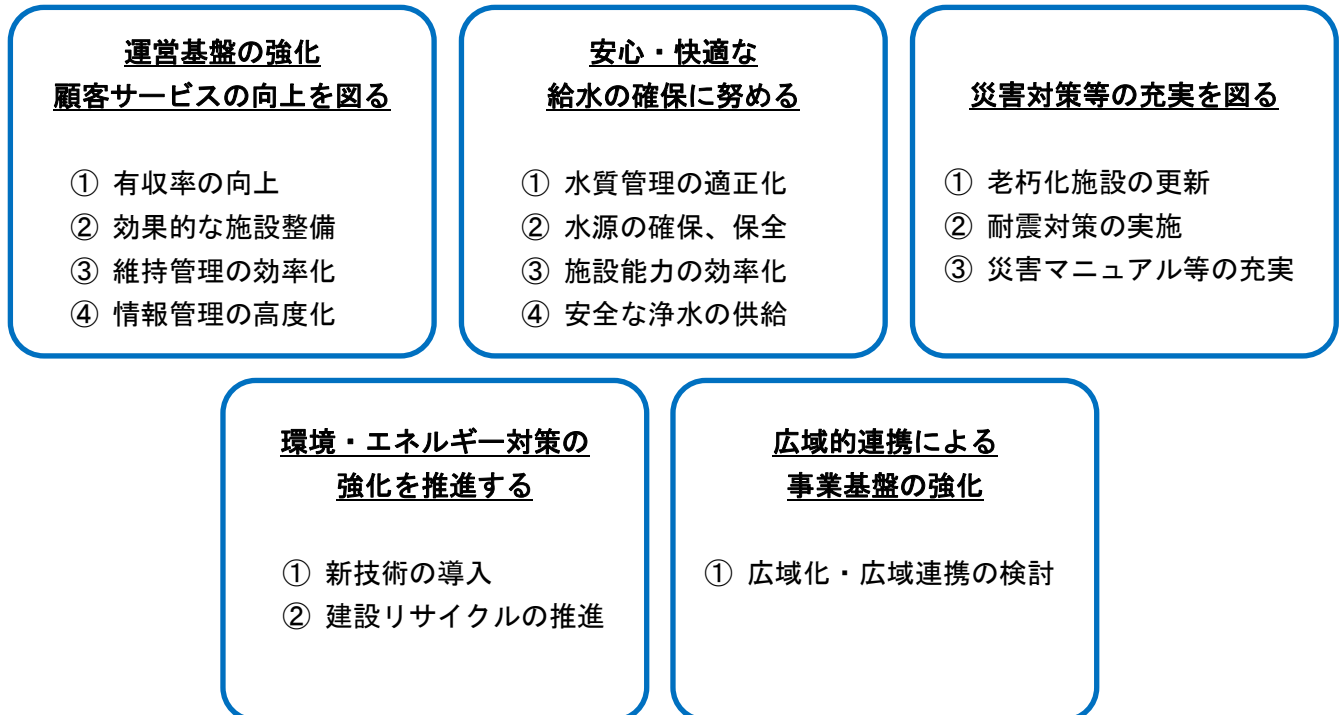 運営基盤の強化
顧客サービスの向上を図る
① 有収率の向上
② 効果的な施設整備
③ 維持管理の効率化
④ 情報管理の高度化
安心・快適な
給水の確保に努める
① 水質管理の適正化
② 水源の確保、保全
③ 施設能力の効率化
④ 安全な浄水の供給
災害対策等の充実を図る
① 老朽化施設の更新
② 耐震対策の実施
③ 災害マニュアル等の充実
環境・エネルギー対策の
強化を推進する
① 新技術の導入
② 建設リサイクルの推進
広域的連携による
事業基盤の強化
① 広域化・広域連携の検討